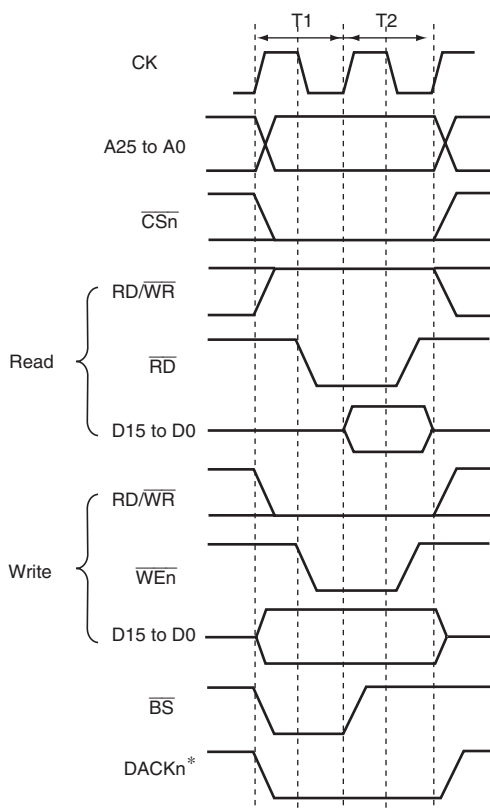 T1 T2
CK
A25 to A0
CSn
RD/WR
Read
RD
D15 to D0
RD/WR
Write
WEn
D15 to D0
BS
DACKn*